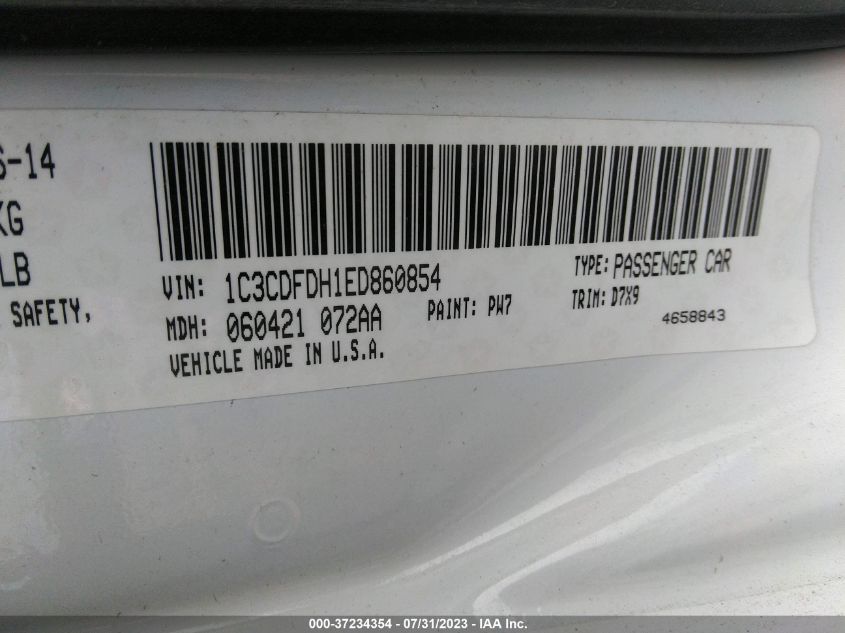 6-14
KG
LB
SAFETY,
VIN: 1C3CDFDH1ED860854
TYPE: PASSENGER CAR
MDH: 060421 072AA
PAINT: PW7
TRIM: D7X9
VEHICLE MADE IN U.S.A.
4658843
000-37234354 - 07/31/2023 - IAA Inc.